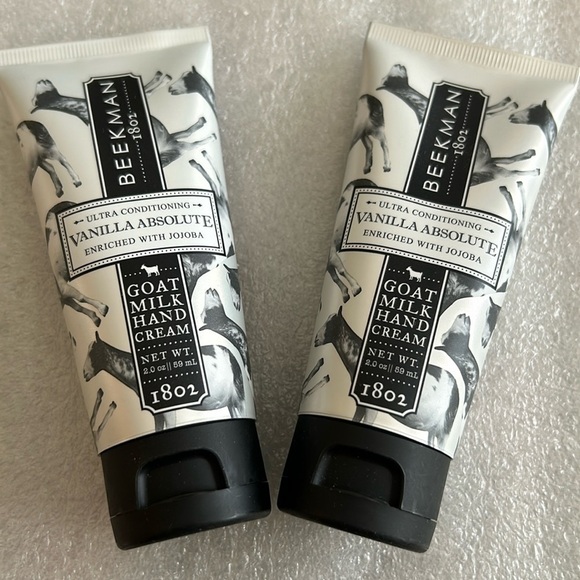 BEEKMAN
1802
ULTRA CONDITIONING
VANILLA ABSOLUTE
ENRICHED WITH JOJOBA
GOAT
MILK
HAND
CREAM
NET WT.
2.0 oz || 59 mL
1802
BEEKMAN
1802
ULTRA CONDITIONING
VANILLA ABSOLUTE
ENRICHED WITH JOJOBA
GOAT
MILK
HAND
CREAM
NET WT.
2.0 oz || 59 mL
1802